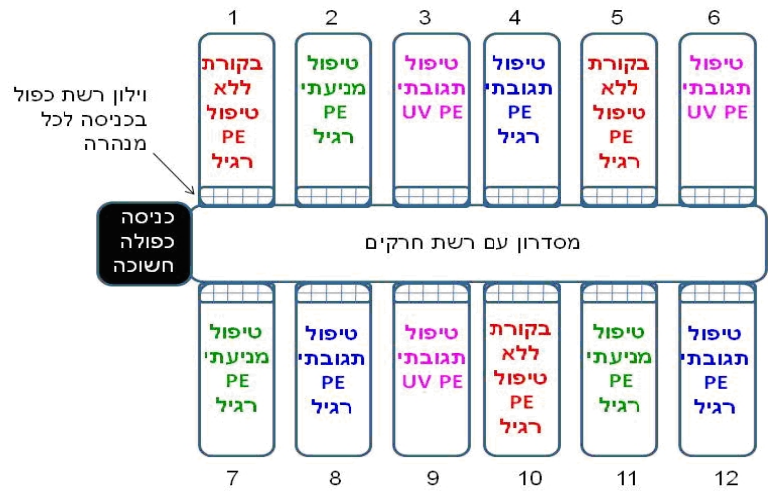 1
2
3
4
5
6
בקורת
ללא
טיפול
PE
רגיל
טיפול
מניעתי
PE
רגיל
טיפול
תגובתי
UV PE
טיפול
תגובתי
PE
רגיל
בקורת
ללא
טיפול
PE
רגיל
טיפול
תגובתי
UV PE
וילון רשת כפול
בכניסה לכל
מנהרה
כניסה
כפולה
חשוכה
מסדרון עם רשת חרקים
טיפול
מניעתי
PE
רגיל
טיפול
תגובתי
PE
רגיל
טיפול
תגובתי
UV PE
בקורת
ללא
טיפול
PE
רגיל
טיפול
מניעתי
PE
רגיל
טיפול
תגובתי
PE
רגיל
7
8
9
10
11
12